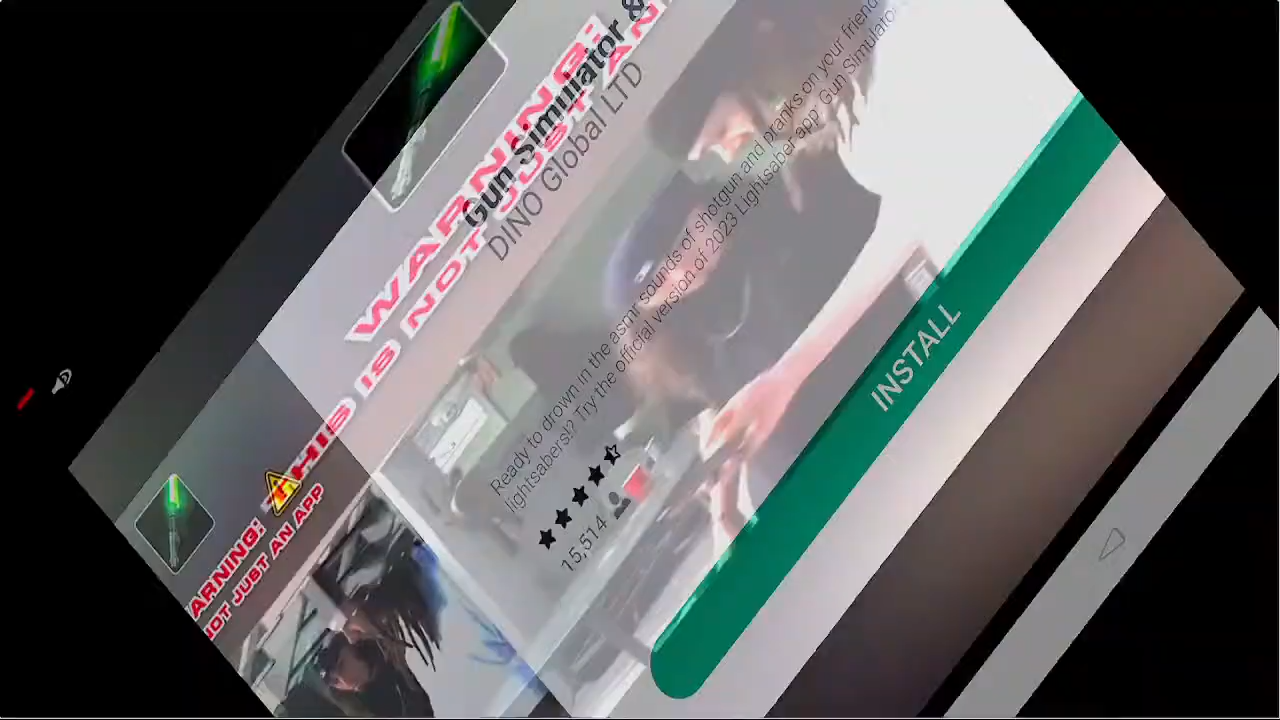 WARNING:
THIS IS NOT JUST AN
Gun Simulator &
DINO Global LTD
Ready to drown in the asmr sounds of shotgun and pranks on your friend
lightsabers!? Try the official version of 2023 Lightsaber app" Gun Simulator
15,514
INSTALL
ARNING:
NOT JUST AN APP